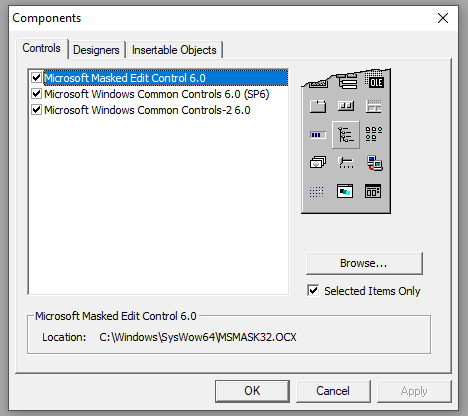 Components
Controls Designers Insertable Objects
Microsoft Masked Edit Control 6.0
Microsoft Windows Common Controls 6.0 (SP6)
Microsoft Windows Common Controls-2 6.0
OLE
Browse...
Selected Items Only
Microsoft Masked Edit Control 6.0
Location: C:\Windows\SysWow64\MSMASK32.OCX
OK Cancel Apply